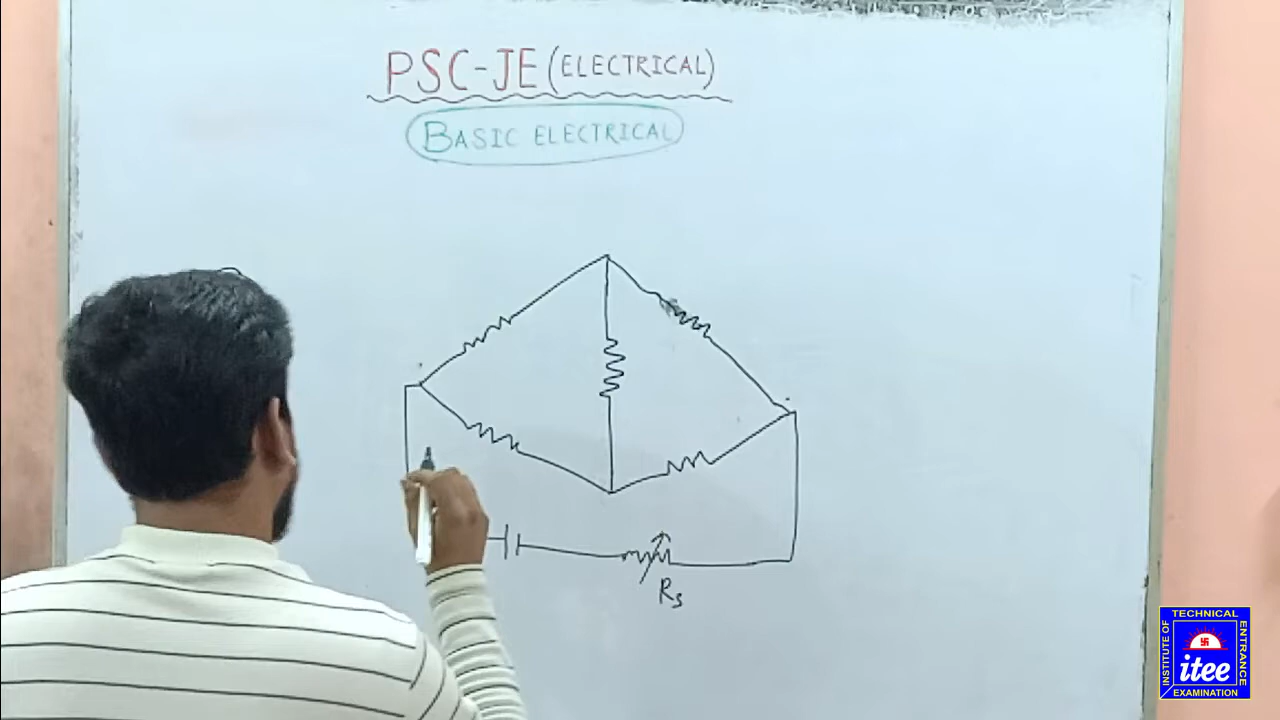 PSC-JE (ELECTRICAL)
BASIC ELECTRICAL
Rs
TECHNICAL
INSTITUTE OF
ENTRANCE
itee
EXAMINATION